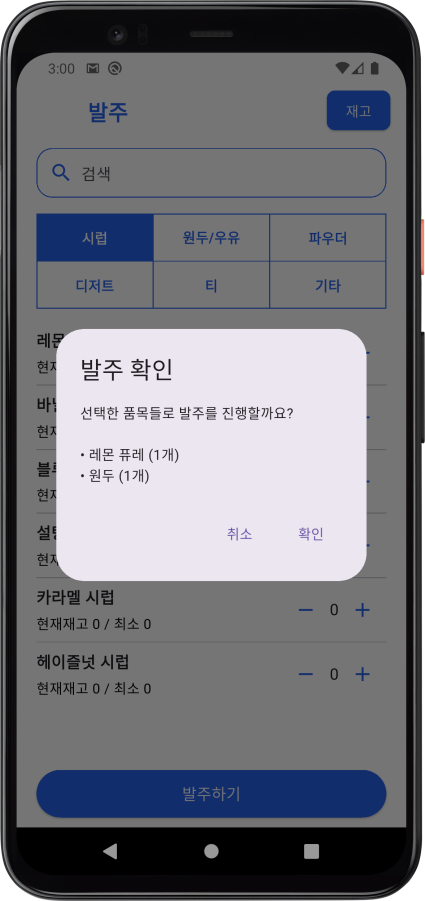 3:00
발주
재고
검색
시럽
원두/우유
파우더
디저트
티
기타
레몬
현재
발주 확인
선택한 품목들로 발주를 진행할까요?
• 레몬 퓨레 (1개)
• 원두 (1개)
취소
확인
카라멜 시럽
현재재고 0 / 최소 0
0
헤이즐넛 시럽
현재재고 0 / 최소 0
0
발주하기